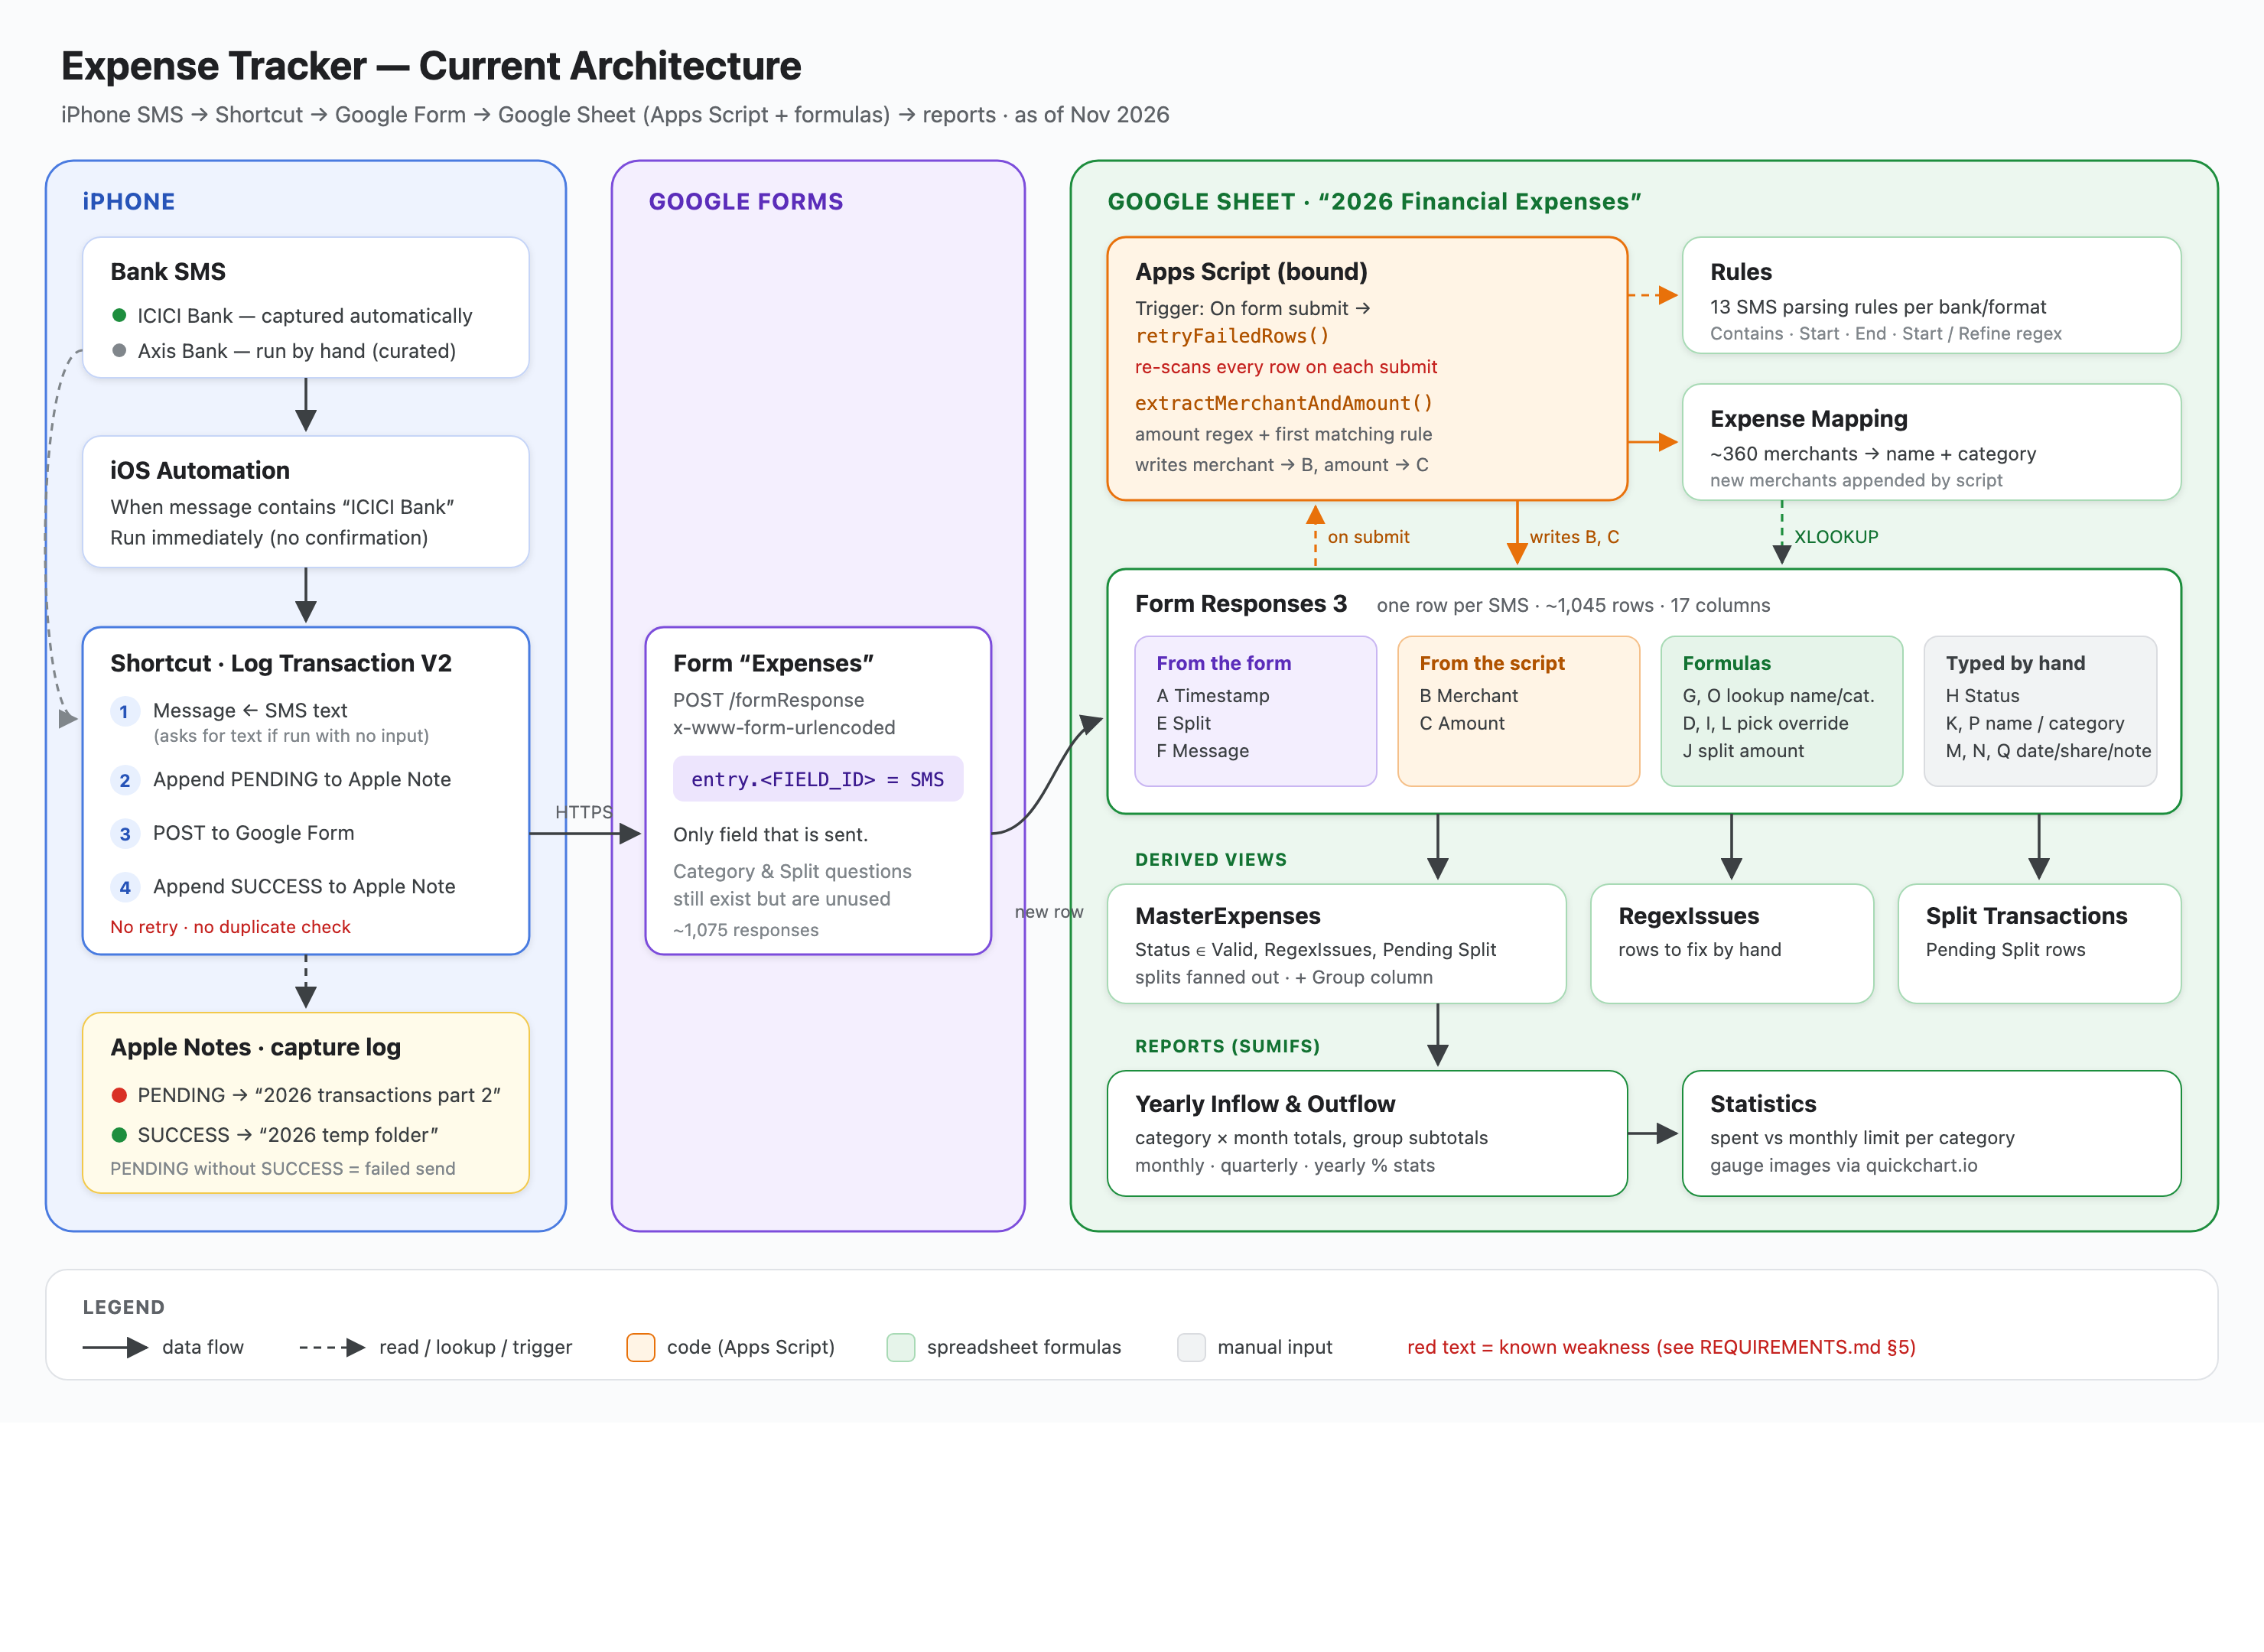 Expense Tracker — Current Architecture
iPhone SMS → Shortcut → Google Form → Google Sheet (Apps Script + formulas) → reports · as of Nov 2026
iPHONE
Bank SMS
ICICI Bank — captured automatically
Axis Bank — run by hand (curated)
iOS Automation
When message contains “ICICI Bank”
Run immediately (no confirmation)
Shortcut · Log Transaction V2
1 Message ← SMS text
(asks for text if run with no input)
2 Append PENDING to Apple Note
3 POST to Google Form
4 Append SUCCESS to Apple Note
No retry · no duplicate check
Apple Notes · capture log
PENDING → “2026 transactions part 2”
SUCCESS → “2026 temp folder”
PENDING without SUCCESS = failed send
HTTPS
GOOGLE FORMS
Form “Expenses”
POST /formResponse
x-www-form-urlencoded
entry.<FIELD_ID> = SMS
Only field that is sent.
Category & Split questions
still exist but are unused
~1,075 responses
new row
GOOGLE SHEET · “2026 Financial Expenses”
Apps Script (bound)
Trigger: On form submit →
retryFailedRows()
re-scans every row on each submit
extractMerchantAndAmount()
amount regex + first matching rule
writes merchant → B, amount → C
Rules
13 SMS parsing rules per bank/format
Contains · Start · End · Start / Refine regex
Expense Mapping
~360 merchants → name + category
new merchants appended by script
on submit
writes B, C
XLOOKUP
Form Responses 3 one row per SMS · ~1,045 rows · 17 columns
From the form
A Timestamp
E Split
F Message
From the script
B Merchant
C Amount
Formulas
G, O lookup name/cat.
D, I, L pick override
J split amount
Typed by hand
H Status
K, P name / category
M, N, Q date/share/note
DERIVED VIEWS
MasterExpenses
Status ∈ Valid, RegexIssues, Pending Split
splits fanned out · + Group column
RegexIssues
rows to fix by hand
Split Transactions
Pending Split rows
REPORTS (SUMIFS)
Yearly Inflow & Outflow
category × month totals, group subtotals
monthly · quarterly · yearly % stats
Statistics
spent vs monthly limit per category
gauge images via quickchart.io
LEGEND
data flow
read / lookup / trigger
code (Apps Script)
spreadsheet formulas
manual input
red text = known weakness (see REQUIREMENTS.md §5)